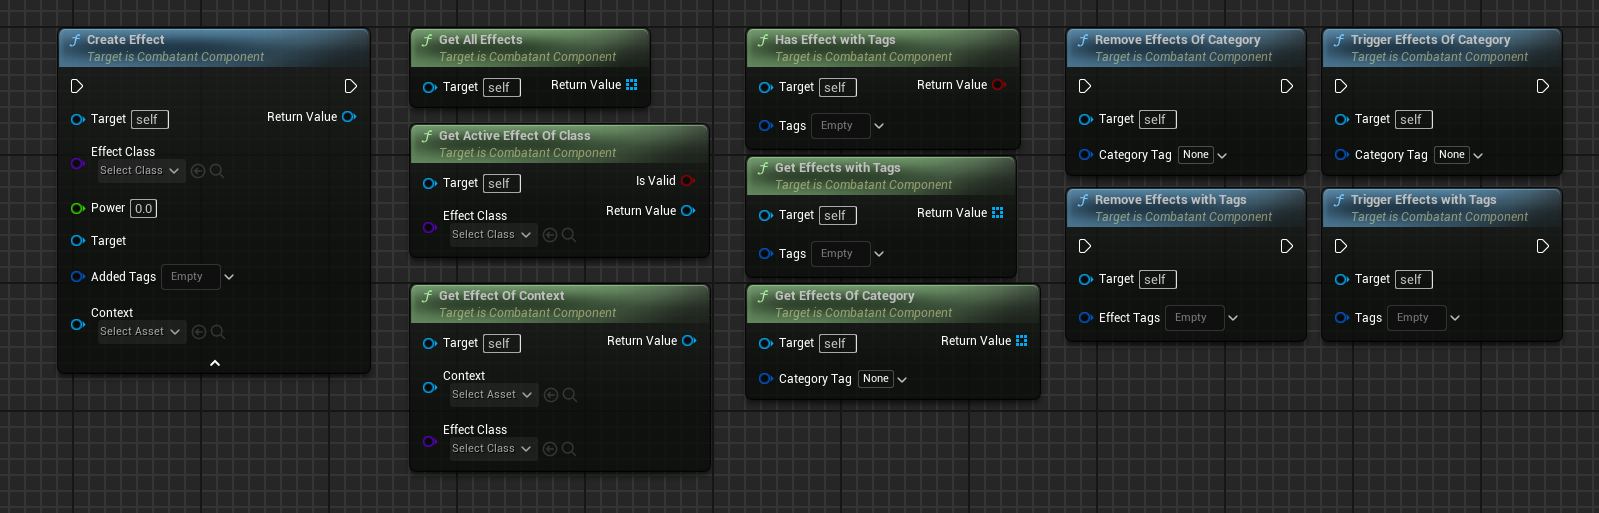 Create Effect
Target is Combatant Component
Target self
Return Value
Effect Class
Select Class
Power 0.0
Target
Added Tags Empty
Context
Select Asset
Get All Effects
Target is Combatant Component
Target self
Return Value
Get Active Effect Of Class
Target is Combatant Component
Target self
Is Valid
Effect Class
Return Value
Select Class
Get Effect Of Context
Target is Combatant Component
Target self
Return Value
Context
Select Asset
Effect Class
Select Class
Has Effect with Tags
Target is Combatant Component
Target self
Return Value
Tags Empty
Get Effects with Tags
Target is Combatant Component
Target self
Return Value
Tags Empty
Get Effects Of Category
Target is Combatant Component
Target self
Return Value
Category Tag None
Remove Effects Of Category
Target is Combatant Component
Target self
Category Tag None
Remove Effects with Tags
Target is Combatant Component
Target self
Effect Tags Empty
Trigger Effects Of Category
Target is Combatant Component
Target self
Category Tag None
Trigger Effects with Tags
Target is Combatant Component
Target self
Tags Empty